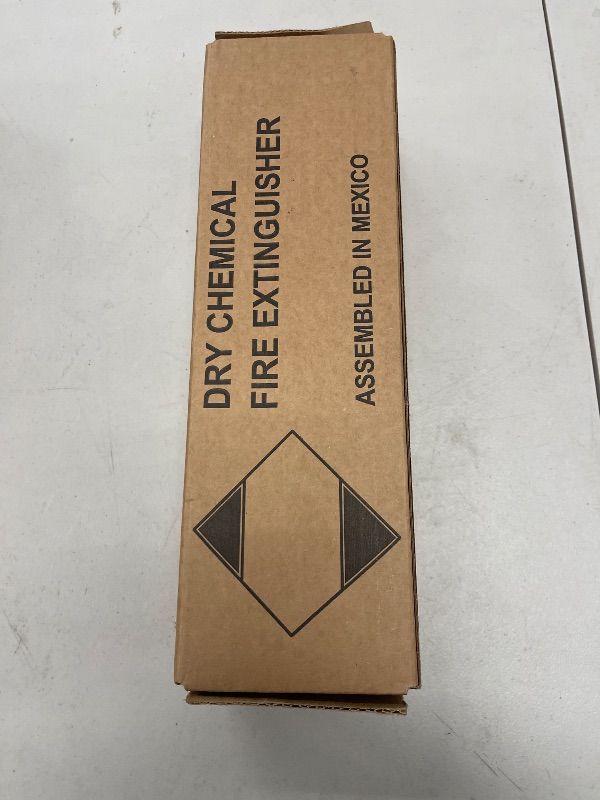 DRY CHEMICAL
FIRE EXTINGUISHER
ASSEMBLED IN MEXICO